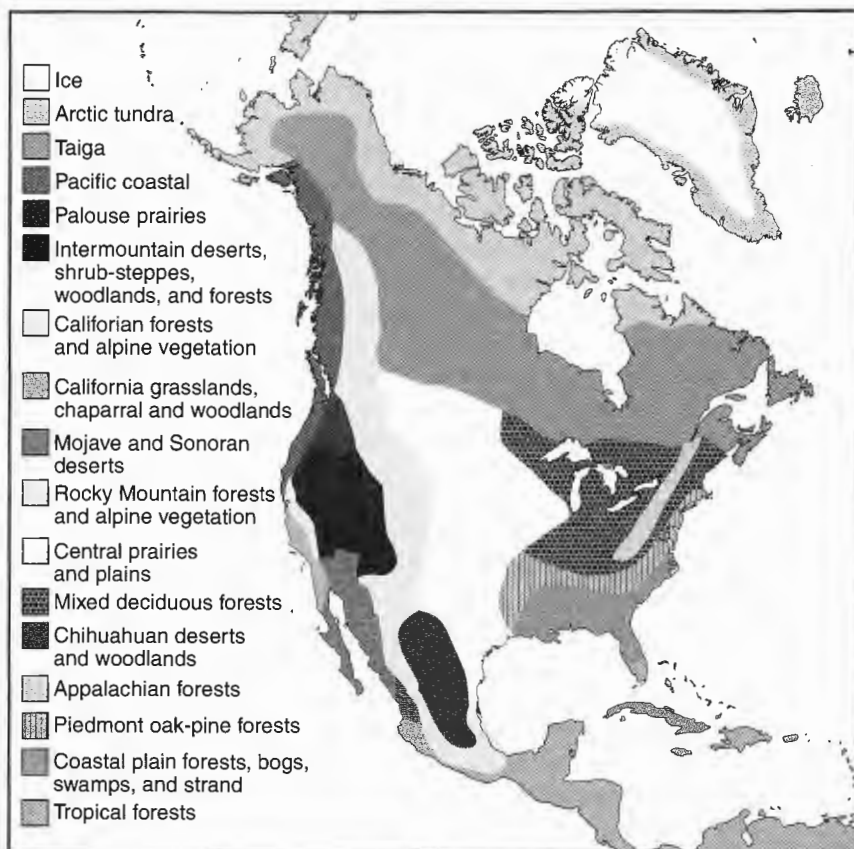 Ice
Arctic tundra
Taiga
Pacific coastal
Palouse prairies
Intermountain deserts,
shrub-steppes,
woodlands, and forests
Califorian forests
and alpine vegetation
California grasslands,
chaparral and woodlands
Mojave and Sonoran
deserts
Rocky Mountain forests
and alpine vegetation
Central prairies
and plains
Mixed deciduous forests
Chihuahuan deserts
and woodlands
Appalachian forests
Piedmont oak-pine forests
Coastal plain forests, bogs,
swamps, and strand
Tropical forests